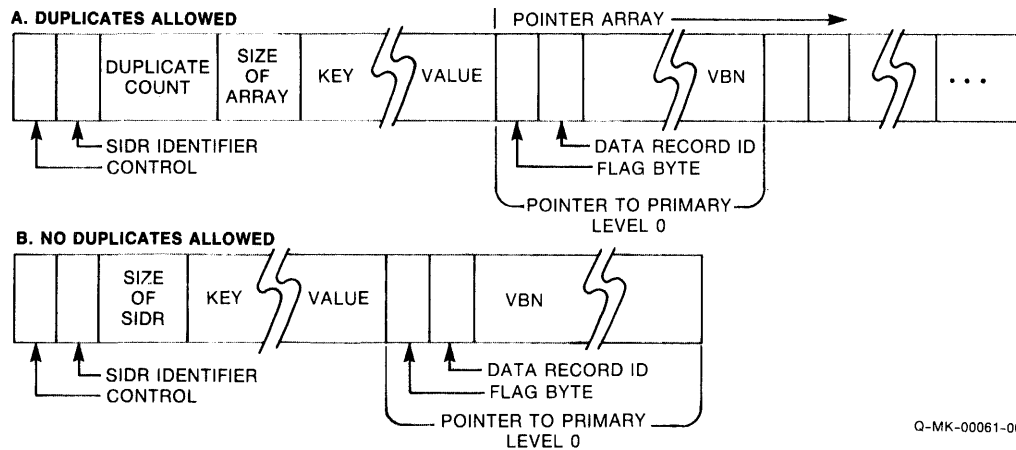 A. DUPLICATES ALLOWED
POINTER ARRAY
DUPLICATE COUNT
SIZE OF ARRAY
KEY
VALUE
VBN
...
SIDR IDENTIFIER
CONTROL
DATA RECORD ID
FLAG BYTE
POINTER TO PRIMARY
LEVEL 0
B. NO DUPLICATES ALLOWED
SIZE OF SIDR
KEY
VALUE
VBN
SIDR IDENTIFIER
CONTROL
DATA RECORD ID
FLAG BYTE
POINTER TO PRIMARY
LEVEL 0